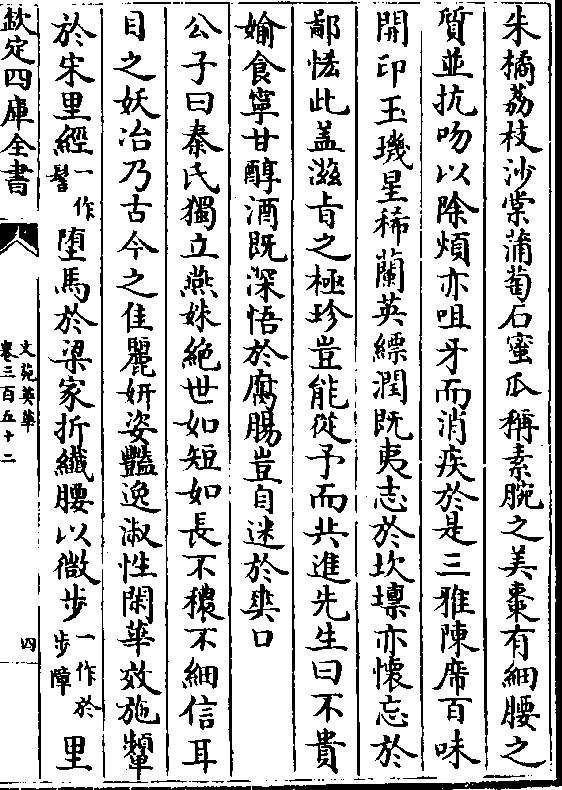 朱橘荔枝沙棠蒲萄石蜜瓜稱素腕之美棗有細腰之
質並抗吻以除煩亦咀牙而消疾於是三雅陳席百味
開印玉璣星稀蘭英縹潤既夷志於坎壈亦懷忘於
鄙恡此盖滋旨之極珍豈能從予而共進先生曰不貴
婾食寧甘醇酒既深悟於腐腸豈自迷於爽口
公子曰秦氏獨立燕姝絶世如短如長不穠不細信耳
目之妖冶乃古今之佳麗妍姿豔逸淑性閑華效施顰
於宋里經一作髻堕馬於梁家折纖腰以微步一作於步障里
欽定四庫全書
文苑英華
卷三百五十二
四